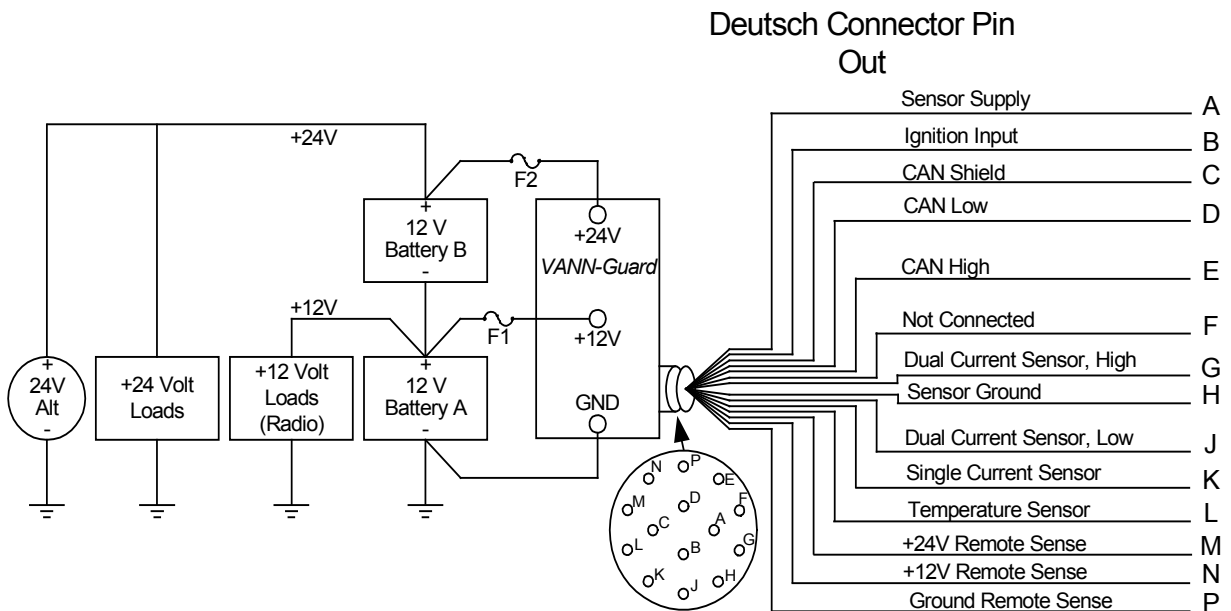 Deutsch Connector Pin
Out
Sensor Supply A
Ignition Input B
CAN Shield C
CAN Low D
CAN High E
Not Connected F
Dual Current Sensor, High G
Sensor Ground H
Dual Current Sensor, Low J
Single Current Sensor K
Temperature Sensor L
+24V Remote Sense M
+12V Remote Sense N
Ground Remote Sense P
+24V
F2
+
12 V
Battery B
-
+24V
VANN-Guard
+12V
F1
+12V
+
24V
Alt
-
+24 Volt
Loads
+12 Volt
Loads
(Radio)
+
12 V
Battery A
-
GND
N
P
E
M
D
F
C
A
L
B
G
K
J
H